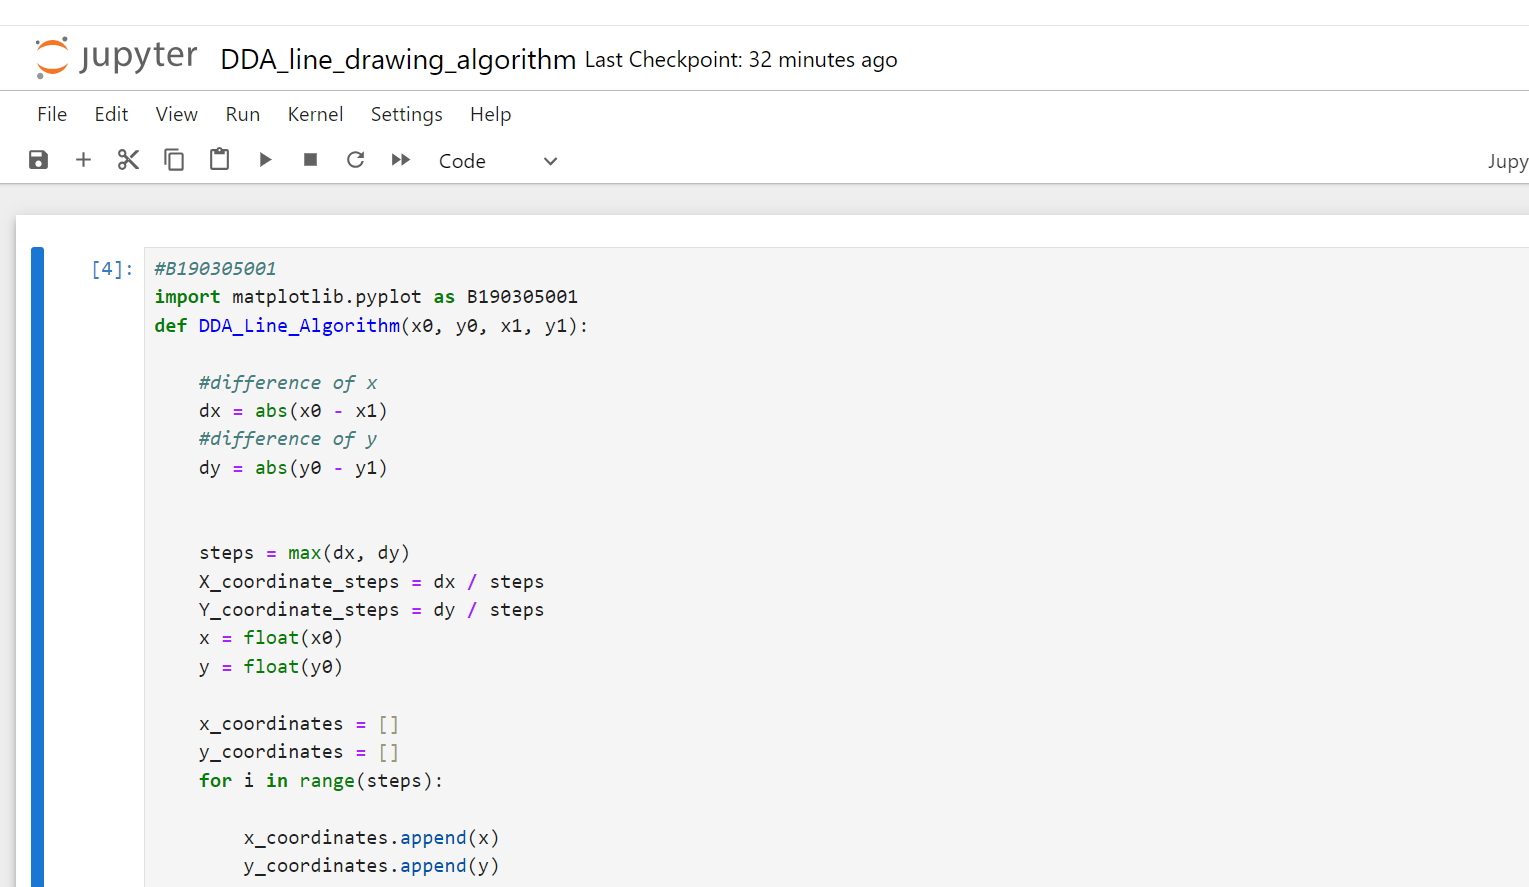 jupyter DDA_line_drawing_algorithm Last Checkpoint: 32 minutes ago
File Edit View Run Kernel Settings Help
Code Jupy
[4]: #B190305001
import matplotlib.pyplot as B190305001
def DDA_Line_Algorithm(x0, y0, x1, y1):
#difference of x
dx = abs(x0 - x1)
#difference of y
dy = abs(y0 - y1)
steps = max(dx, dy)
X_coordinate_steps = dx / steps
Y_coordinate_steps = dy / steps
x = float(x0)
y = float(y0)
x_coordinates = []
y_coordinates = []
for i in range(steps):
x_coordinates.append(x)
y_coordinates.append(y)